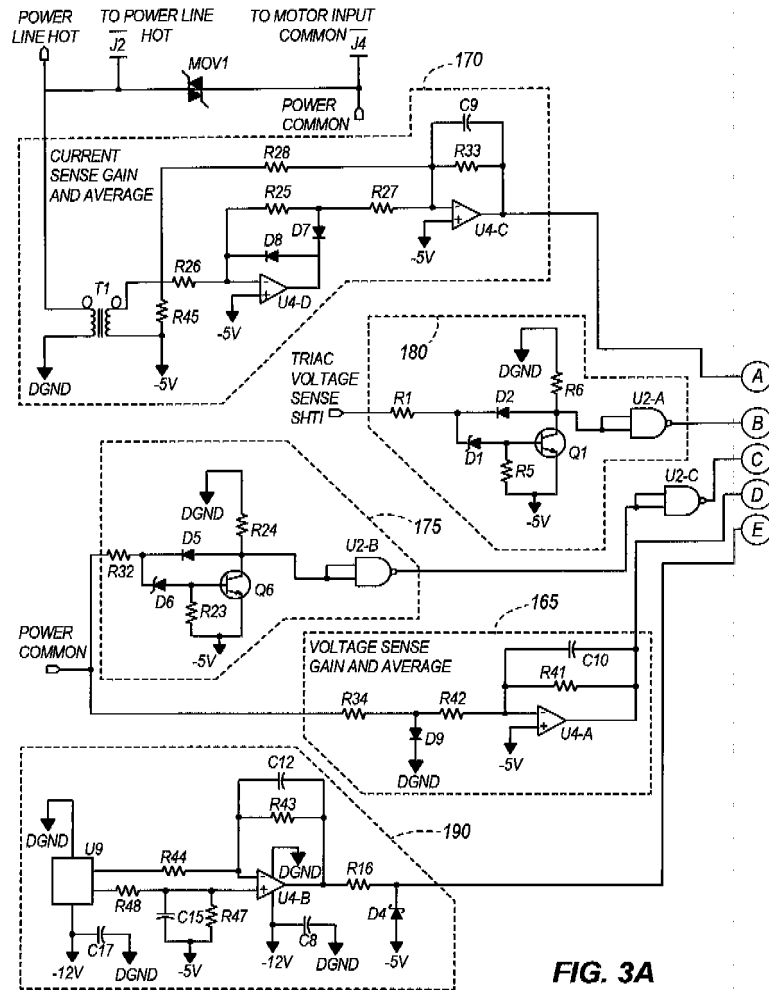 POWER
LINE HOT
TO POWER LINE
HOT
J2
TO MOTOR INPUT
COMMON
J4
MOV1
POWER
COMMON
170
CURRENT
SENSE GAIN
AND AVERAGE
C9
R28
R33
R25
R27
D7
D8
U4-C
-5V
T1
R26
U4-D
-5V
R45
-5V
DGND
180
DGND
TRIAC
VOLTAGE
SENSE
SHTI
R1
D2
R6
U2-A
D1
R5
Q1
-5V
A
B
C
D
E
U2-C
175
DGND
R24
D5
U2-B
R32
D6
R23
Q6
-5V
POWER
COMMON
165
VOLTAGE SENSE
GAIN AND AVERAGE
C10
R41
R34
R42
D9
DGND
U4-A
-5V
190
C12
R43
DGND
U9
R44
DGND
R48
U4-B
R16
C15
R47
D4
C17
C8
-12V
DGND
-5V
-12V
DGND
-5V
FIG. 3A